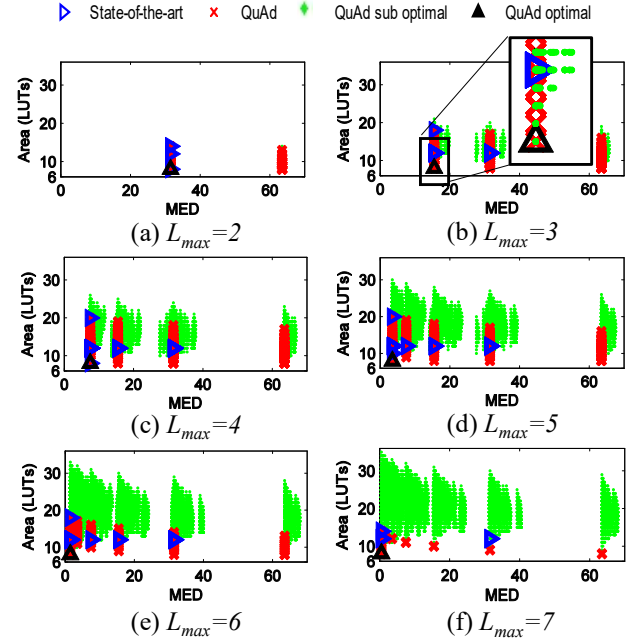 State-of-the-art QuAd QuAd sub optimal QuAd optimal
Area (LUTs)
30
20
10
6
0 20 40 60
MED
(a) Lmax=2
Area (LUTs)
30
20
10
6
0 20 40 60
MED
(b) Lmax=3
Area (LUTs)
30
20
10
6
0 20 40 60
MED
(c) Lmax=4
Area (LUTs)
30
20
10
6
0 20 40 60
MED
(d) Lmax=5
Area (LUTs)
30
20
10
6
0 20 40 60
MED
(e) Lmax=6
Area (LUTs)
30
20
10
6
0 20 40 60
MED
(f) Lmax=7